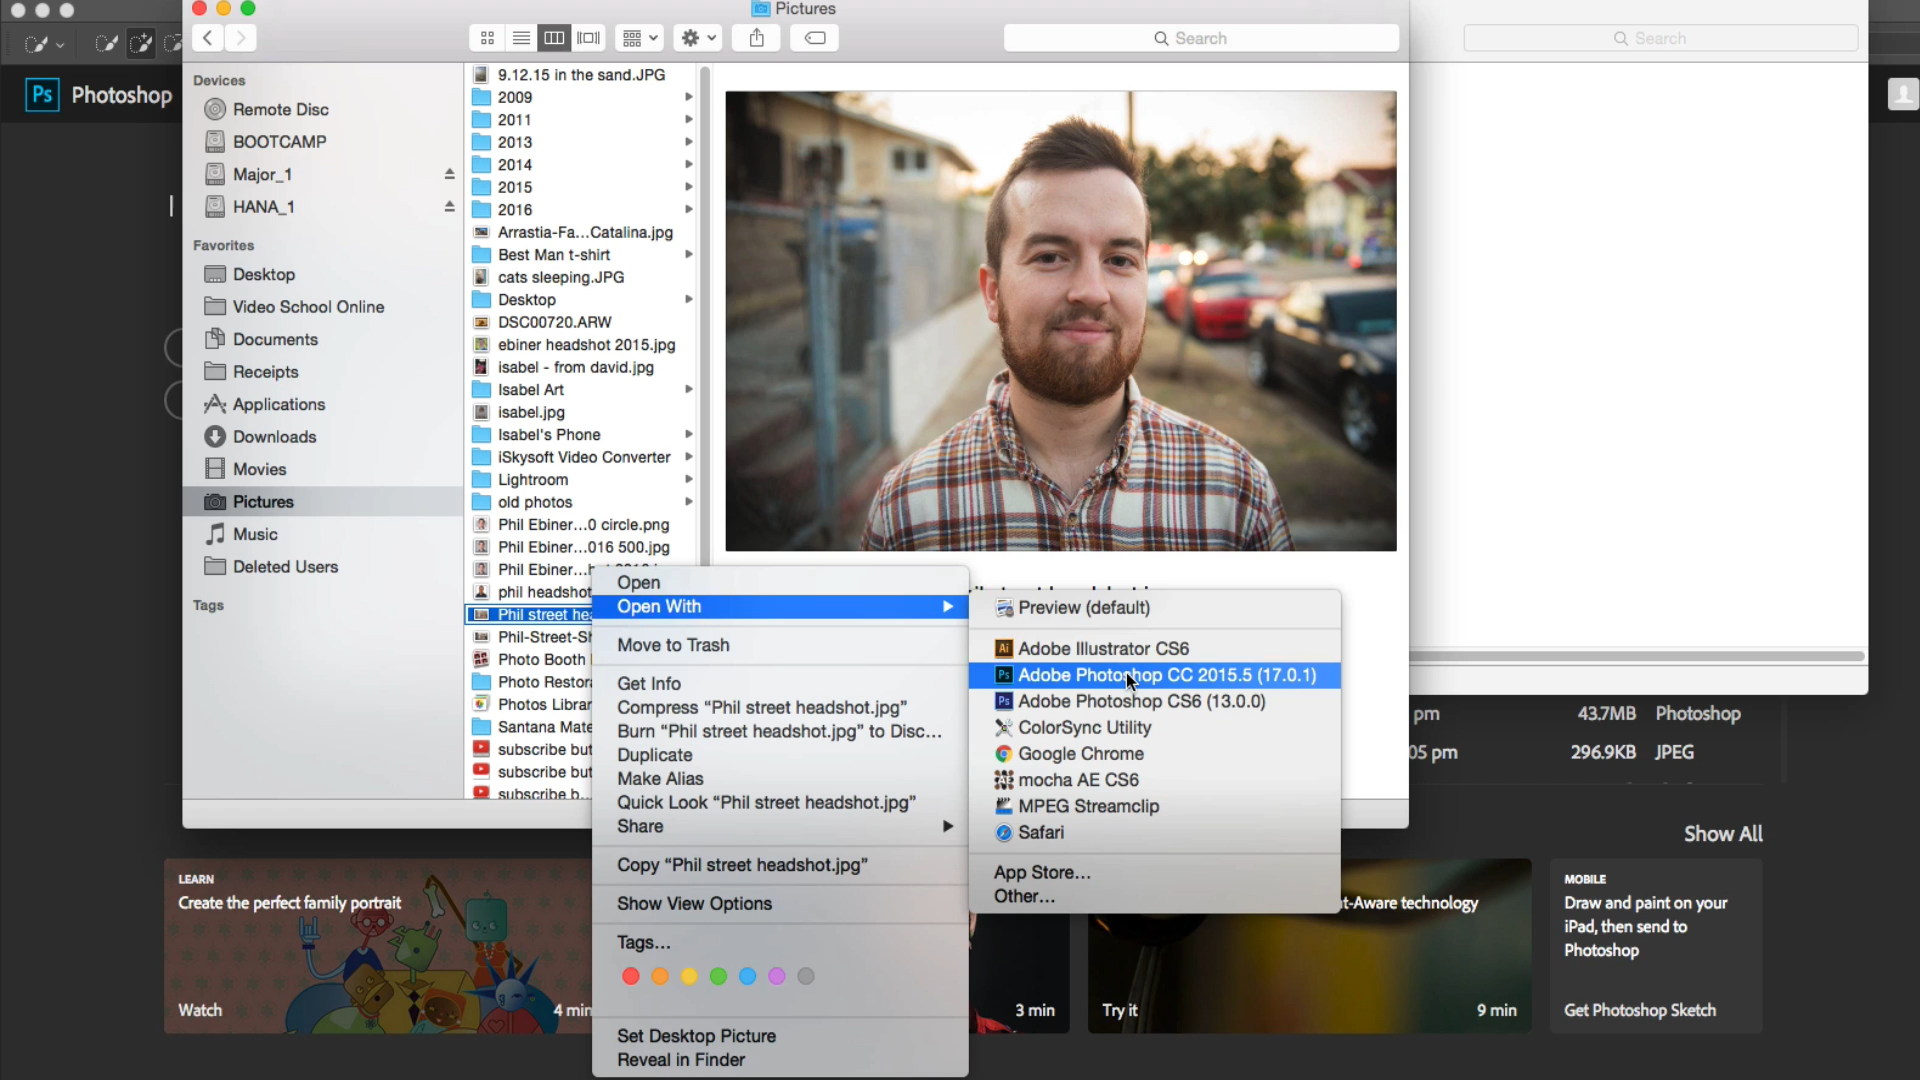 Pictures
Search
Search
Ps Photoshop
Devices
Remote Disc
BOOTCAMP
Major_1
HANA_1
Favorites
Desktop
Video School Online
Documents
Receipts
Applications
Downloads
Movies
Pictures
Music
Deleted Users
Tags
9.12.15 in the sand.JPG
2009
2011
2013
2014
2015
2016
Arrastia-Fa...Catalina.jpg
Best Man t-shirt
cats sleeping.JPG
Desktop
DSC00720.ARW
ebiner headshot 2015.jpg
isabel - from david.jpg
Isabel Art
isabel.jpg
Isabel's Phone
iSkysoft Video Converter
Lightroom
old photos
Phil Ebiner...0 circle.png
Phil Ebiner...016 500.jpg
Phil Ebiner...
phil headshot
Phil street hea
Phil-Street-Sh
Photo Booth
Photo Restora
Photos Librar
Santana Mate
subscribe but
subscribe but
subscribe b...
Open
Open With
Move to Trash
Get Info
Compress “Phil street headshot.jpg”
Burn “Phil street headshot.jpg” to Disc...
Duplicate
Make Alias
Quick Look “Phil street headshot.jpg”
Share
Copy “Phil street headshot.jpg”
Show View Options
Tags...
Set Desktop Picture
Reveal in Finder
Preview (default)
Ai Adobe Illustrator CS6
Ps Adobe Photoshop CC 2015.5 (17.0.1)
Ps Adobe Photoshop CS6 (13.0.0)
ColorSync Utility
Google Chrome
mocha AE CS6
MPEG Streamclip
Safari
App Store...
Other...
pm 43.7MB Photoshop
05 pm 296.9KB JPEG
Show All
LEARN
Create the perfect family portrait
Watch 4 min
3 min
t-Aware technology
Try it 9 min
MOBILE
Draw and paint on your
iPad, then send to
Photoshop
Get Photoshop Sketch